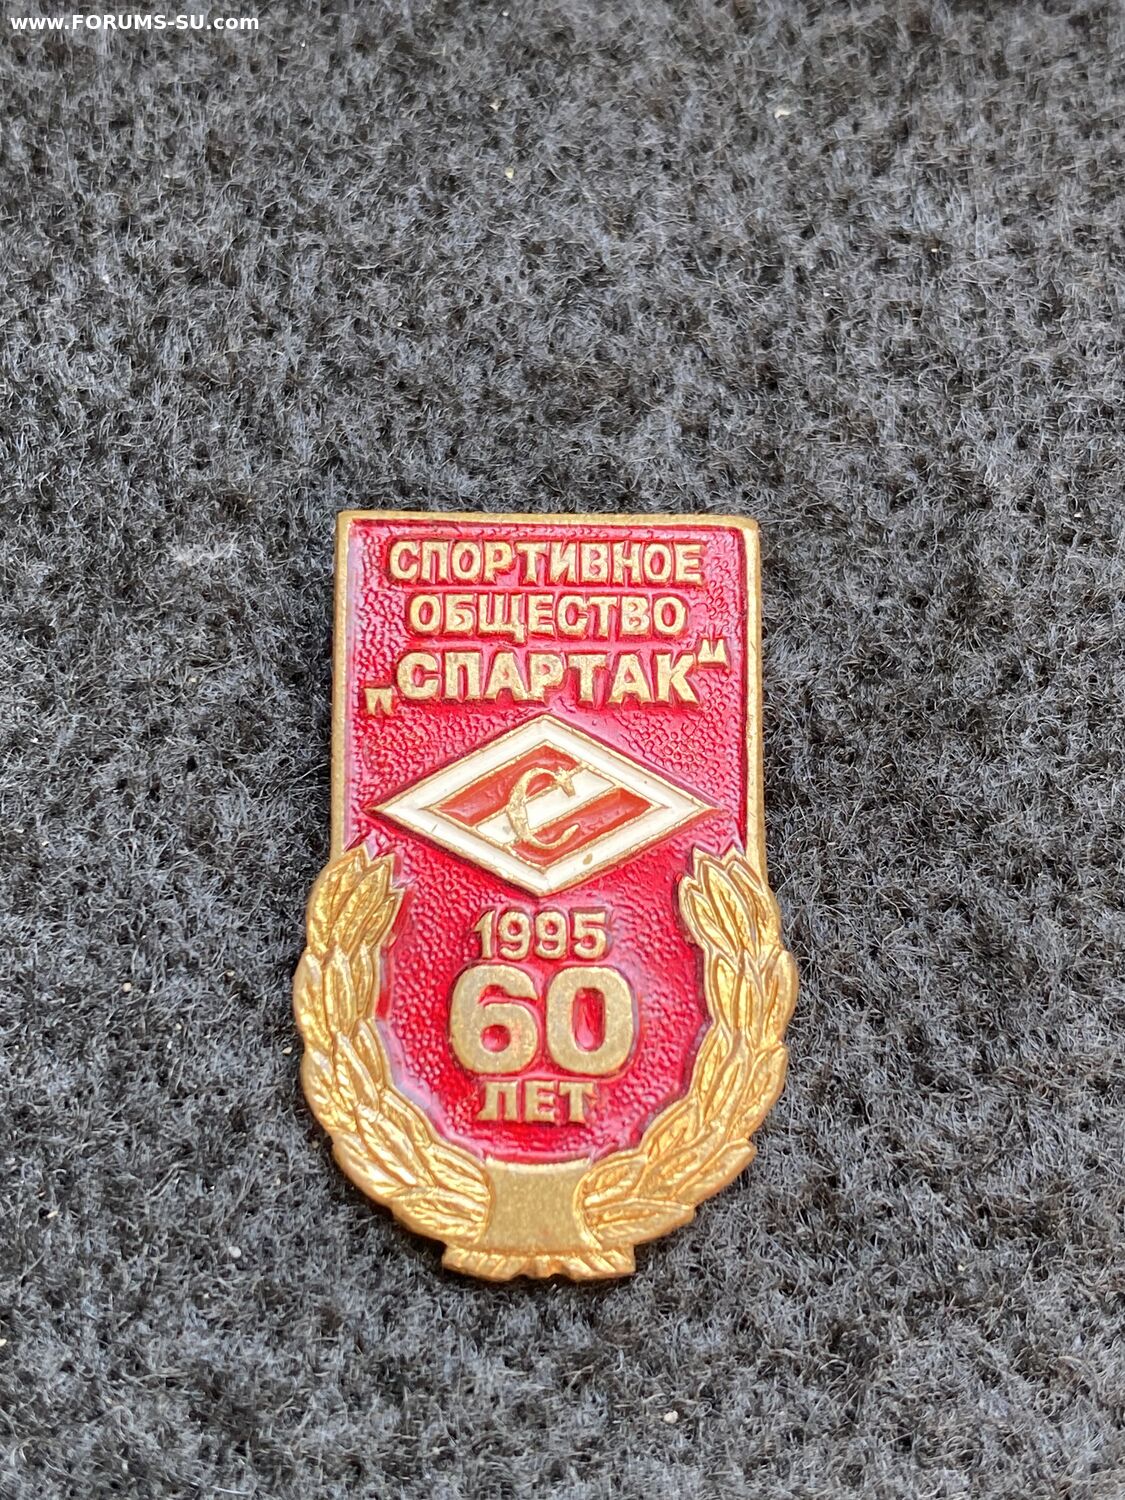 www.FORUMS-SU.com
СПОРТИВНОЕ
ОБЩЕСТВО
„СПАРТАК“
С
1995
60
ЛЕТ